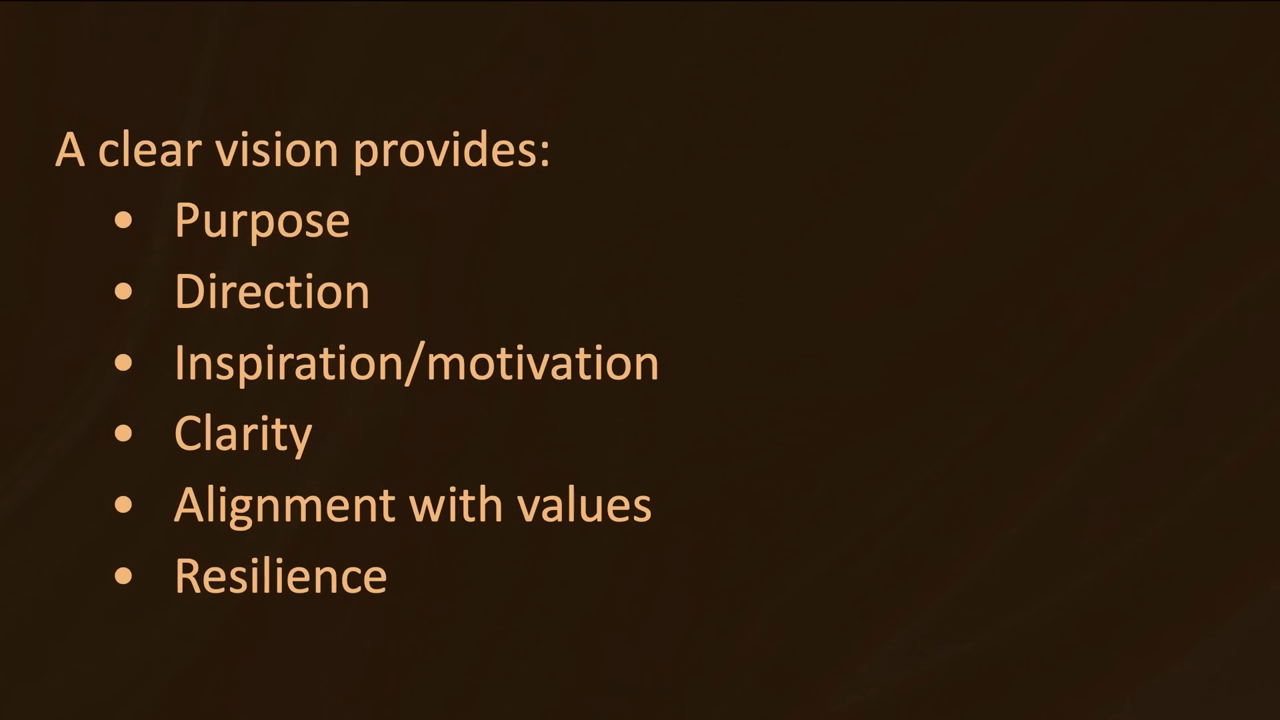 A clear vision provides:
• Purpose
• Direction
• Inspiration/motivation
• Clarity
• Alignment with values
• Resilience